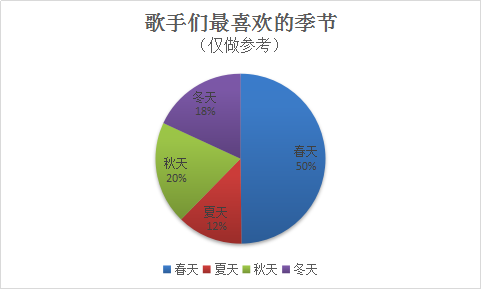 歌手们最喜欢的季节
（仅做参考）
冬天
18%
春天
50%
秋天
20%
夏天
12%
春天 夏天 秋天 冬天